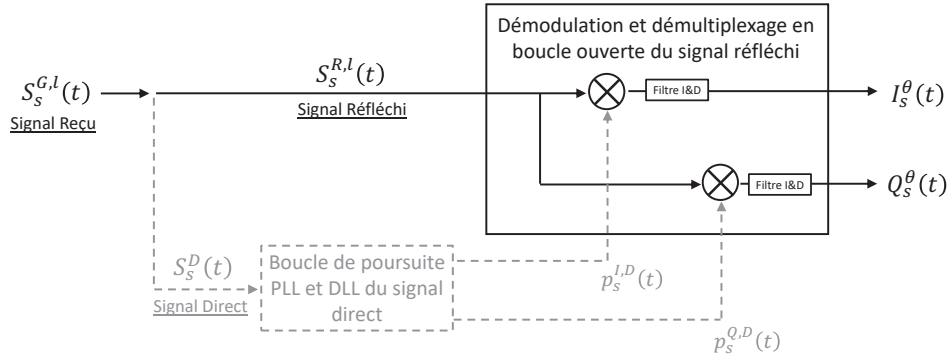 Démodulation et démultiplexage en
boucle ouverte du signal réfléchi
S_s^{G,l}(t)
Signal Reçu
S_s^{R,l}(t)
Signal Réfléchi
Filtre I&D
I_s^θ(t)
Filtre I&D
Q_s^θ(t)
S_s^D(t)
Signal Direct
Boucle de poursuite
PLL et DLL du signal
direct
p_s^{I,D}(t)
p_s^{Q,D}(t)